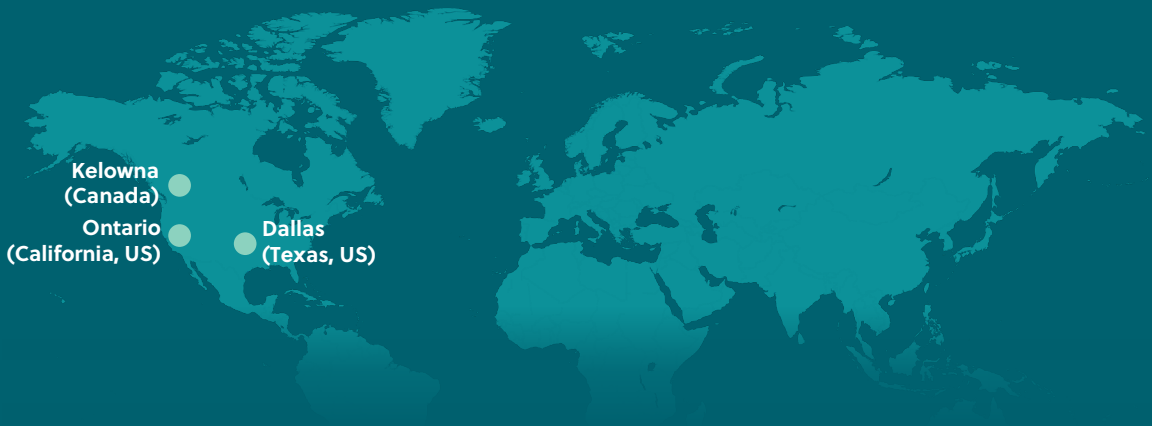 Kelowna
(Canada)
Ontario
(California, US)
Dallas
(Texas, US)